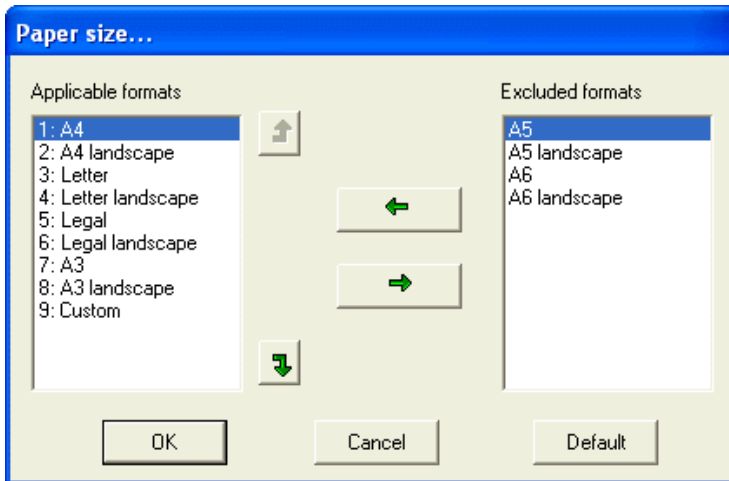 Paper size...
Applicable formats
Excluded formats
1: A4
2: A4 landscape
3: Letter
4: Letter landscape
5: Legal
6: Legal landscape
7: A3
8: A3 landscape
9: Custom
A5
A5 landscape
A6
A6 landscape
OK
Cancel
Default